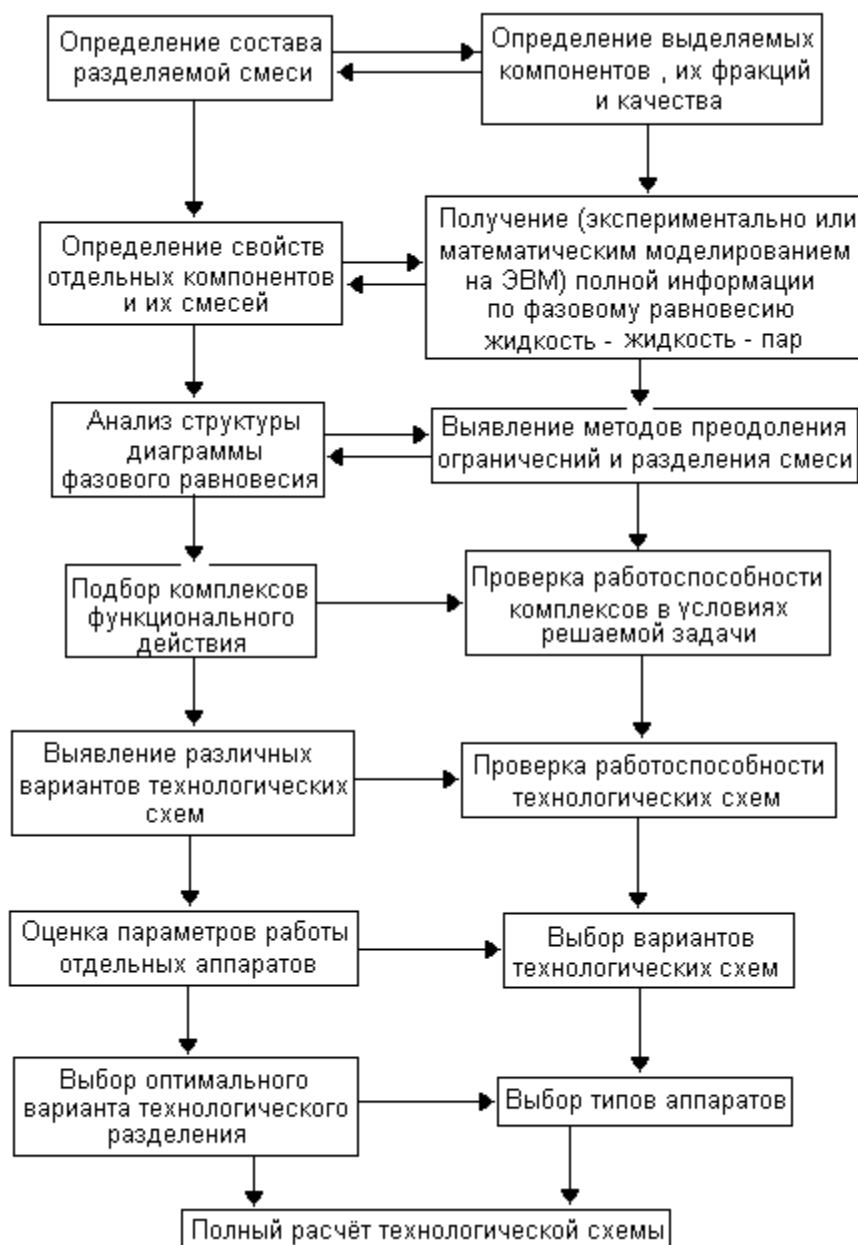 Определение состава
разделяемой смеси
Определение выделяемых
компонентов , их фракций
и качества
Определение свойств
отдельных компонентов
и их смесей
Получение (экспериментально или
математическим моделированием
на ЭВМ) полной информации
по фазовому равновесию
жидкость - жидкость - пар
Анализ структуры
диаграммы
фазового равновесия
Выявление методов преодоления
ограничесний и разделения смеси
Подбор комплексов
функционального
действия
Проверка работоспособности
комплексов в условиях
решаемой задачи
Выявление различных
вариантов технологических
схем
Проверка работоспособности
технологических схем
Оценка параметров работы
отдельных аппаратов
Выбор вариантов
технологических схем
Выбор оптимального
варианта технологического
разделения
Выбор типов аппаратов
Полный расчёт технологической схемы